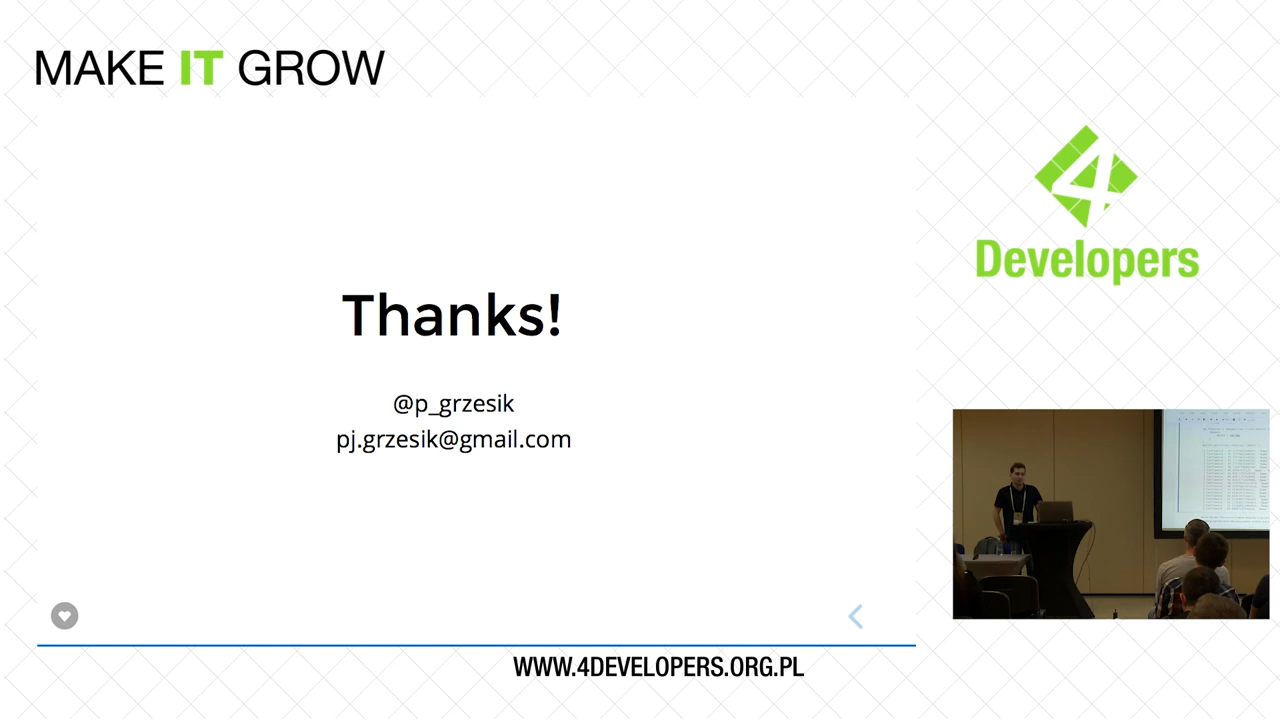 MAKE IT GROW
4
Developers
Thanks!
@p_grzesik
pj.grzesik@gmail.com
WWW.4DEVELOPERS.ORG.PL